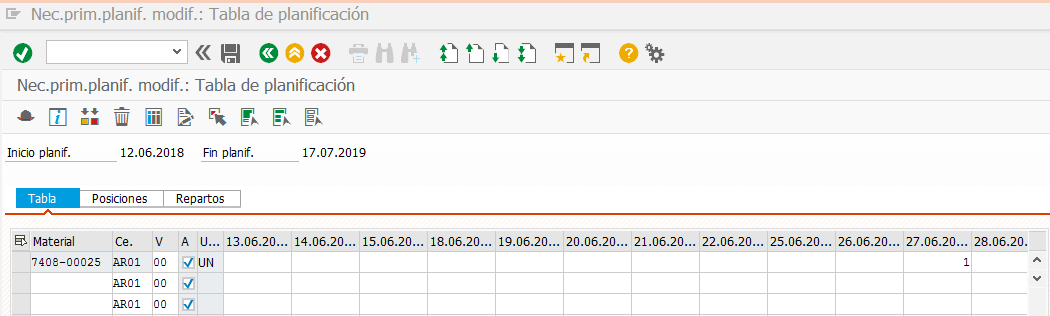 Nec.prim.planif. modif.: Tabla de planificación
Nec.prim.planif. modif.: Tabla de planificación
Inicio planif. 12.06.2018 Fin planif. 17.07.2019
Tabla Posiciones Repartos
Material Ce. V A U... 13.06.20... 14.06.20... 15.06.20... 18.06.20... 19.06.20... 20.06.20... 21.06.20... 22.06.20... 25.06.20... 26.06.20... 27.06.20... 28.06.20...
7408-00025 AR01 00 UN 1
AR01 00
AR01 00